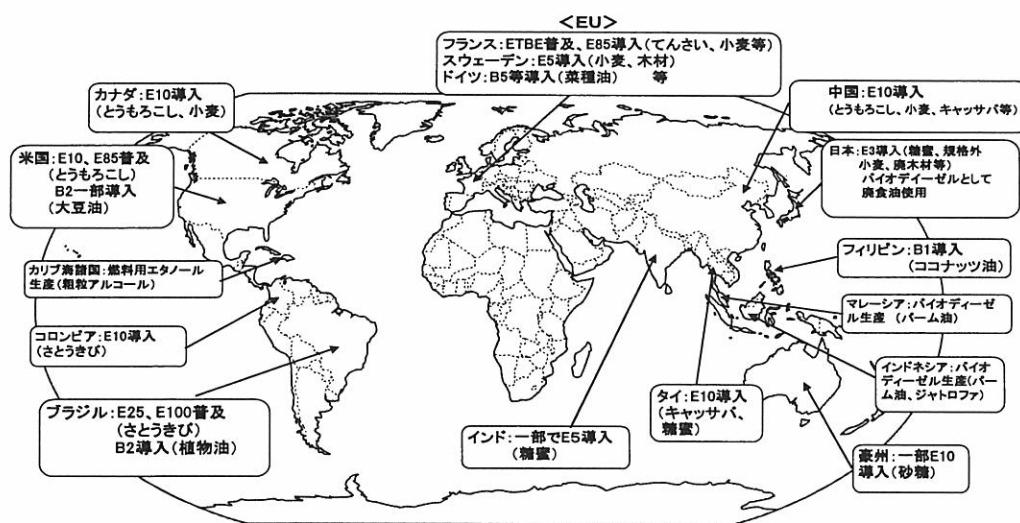 <EU>
フランス:ETBE普及、E85導入(てんさい、小麦等)
スウェーデン:E5導入(小麦、木材)
ドイツ:B5等導入(菜種油) 等
カナダ:E10導入
(とうもろこし、小麦)
中国:E10導入
(とうもろこし、小麦、キャッサバ等)
米国:E10、E85普及
(とうもろこし)
B2一部導入
(大豆油)
日本:E3導入(糖蜜、規格外
小麦、廃木材等)
バイオディーゼルとして
廃食油使用
フィリピン:B1導入
(ココナッツ油)
カリブ海諸国:燃料用エタノール
生産(粗粒アルコール)
マレーシア:バイオディーゼ
ル生産 (パーム油)
コロンビア:E10導入
(さとうきび)
インドネシア:バイオ
ディーゼル生産(パー
ム油、ジャトロファ)
タイ:E10導入
(キャッサバ、
糖蜜)
ブラジル:E25、E100普及
(さとうきび)
B2導入(植物油)
インド:一部でE5導入
(糖蜜)
豪州:一部E10
導入(砂糖)